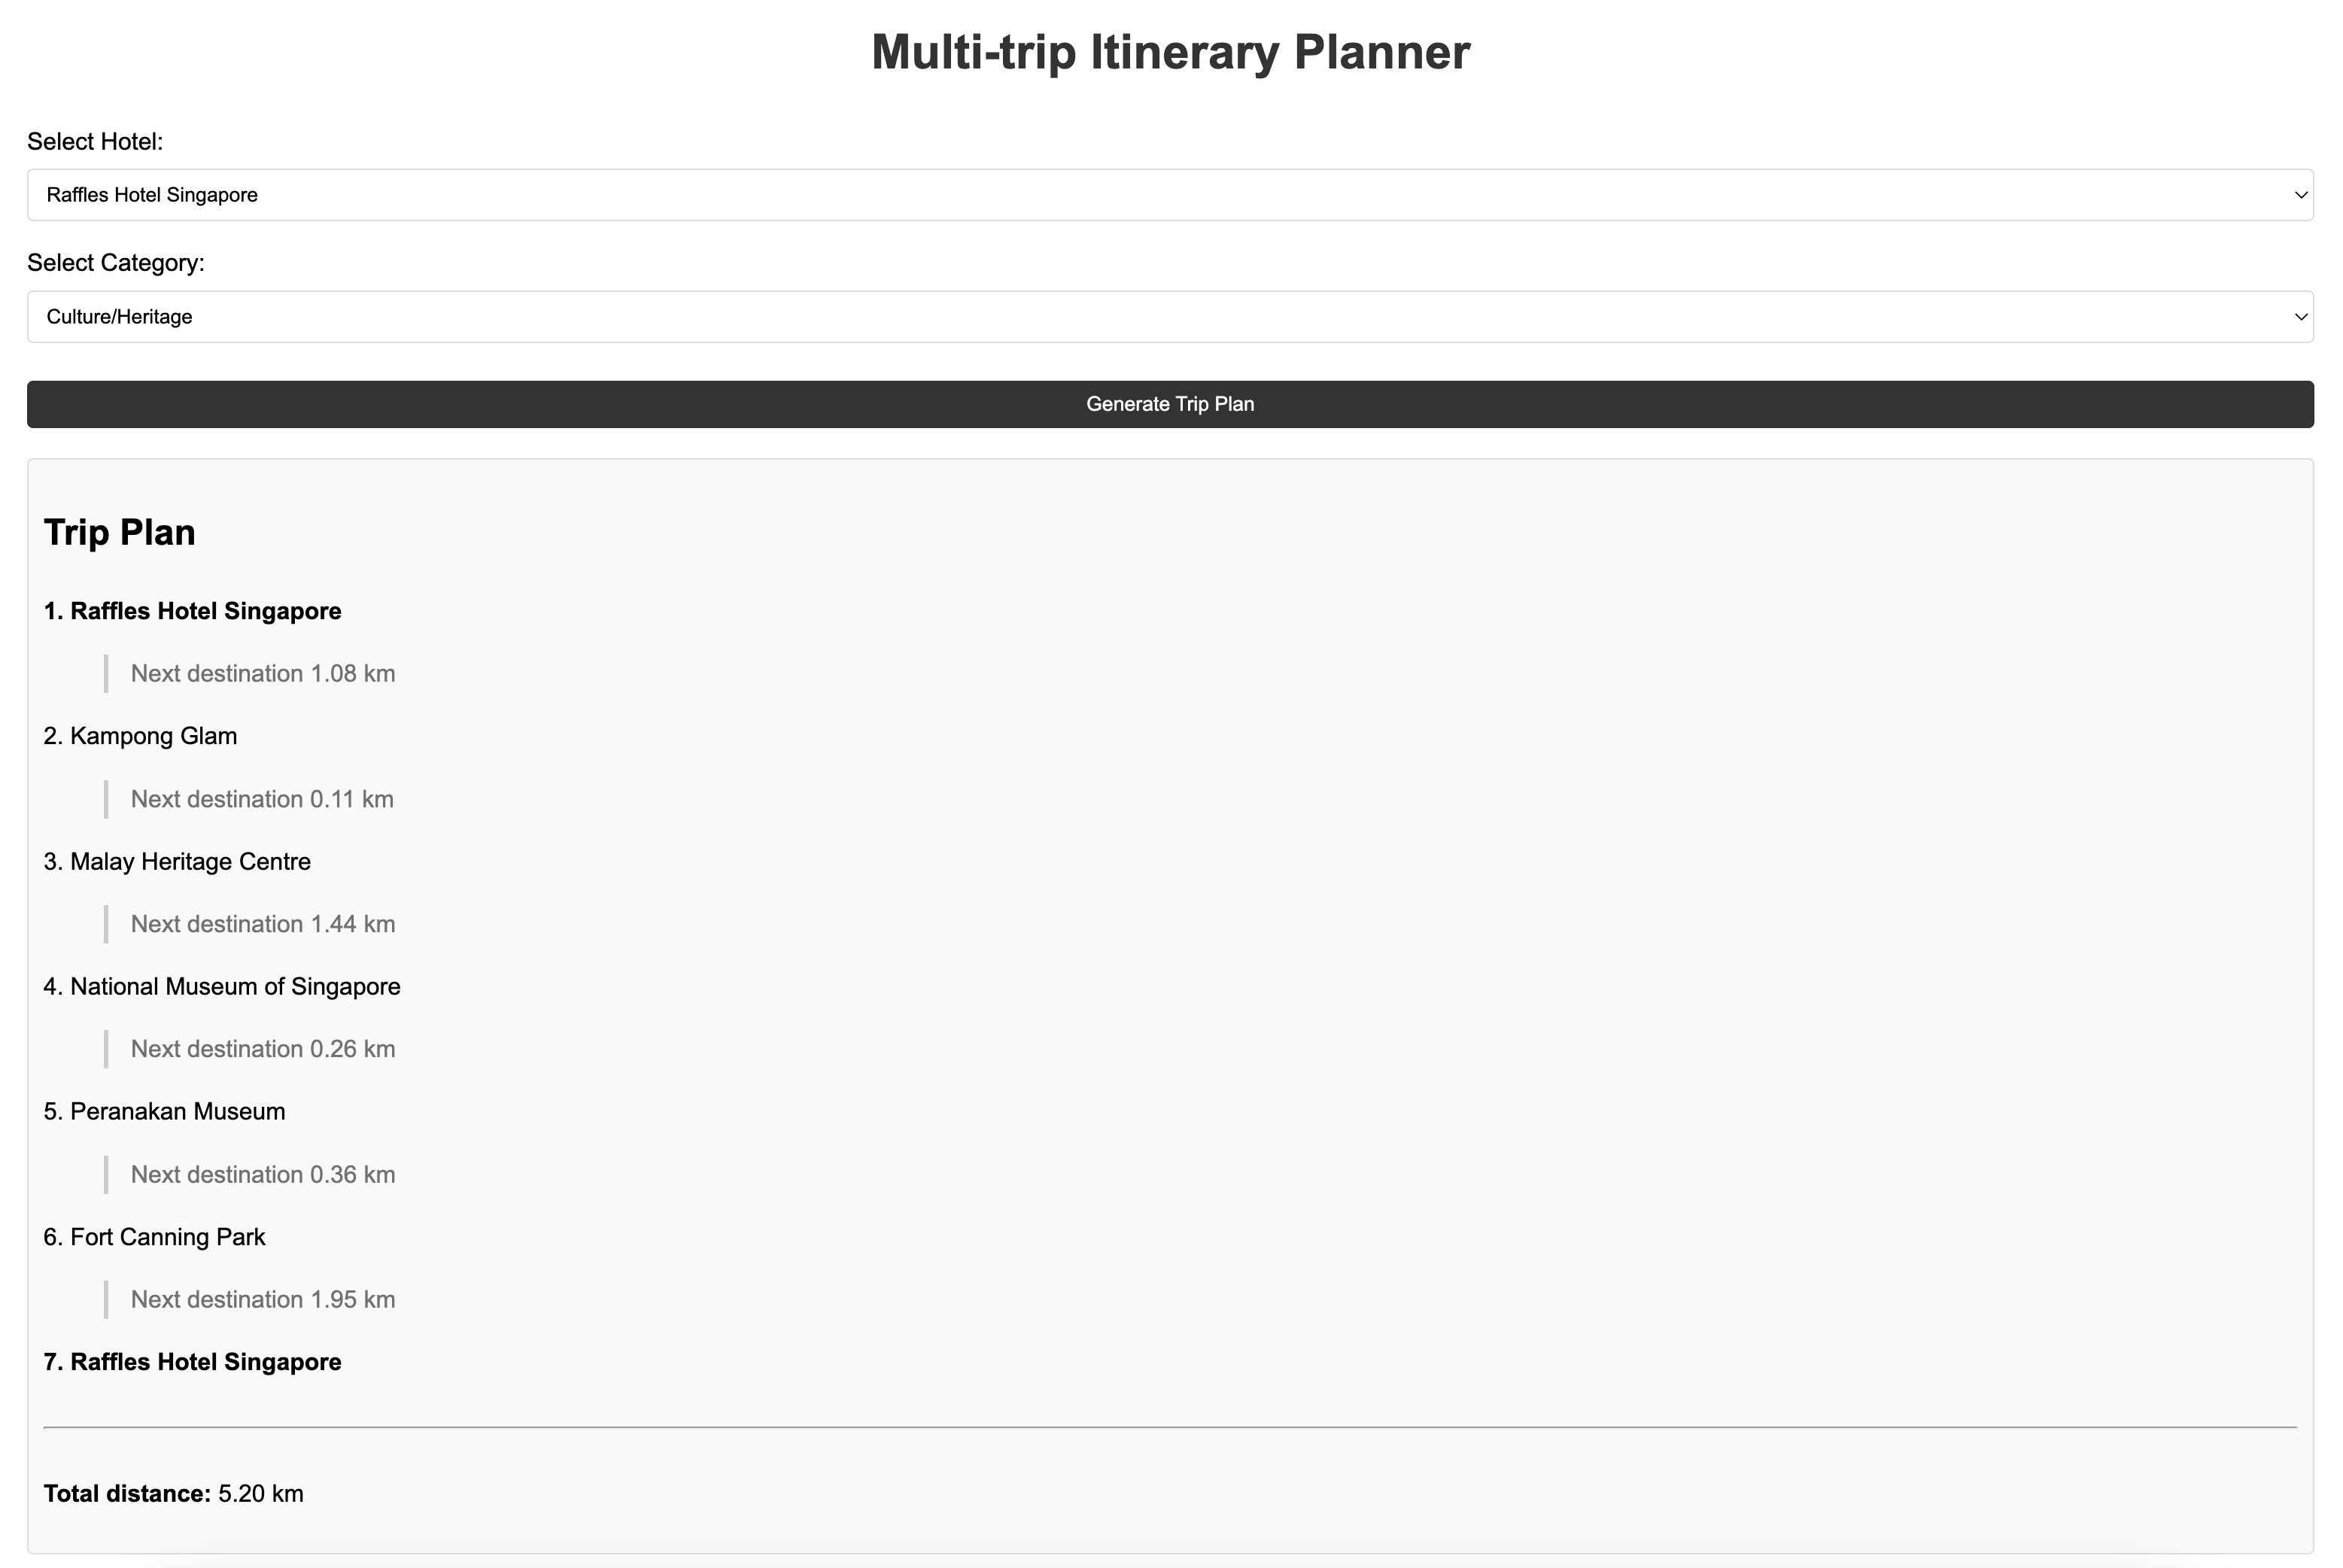 Multi-trip Itinerary Planner
Select Hotel:
Raffles Hotel Singapore
Select Category:
Culture/Heritage
Generate Trip Plan
Trip Plan
1. Raffles Hotel Singapore
Next destination 1.08 km
2. Kampong Glam
Next destination 0.11 km
3. Malay Heritage Centre
Next destination 1.44 km
4. National Museum of Singapore
Next destination 0.26 km
5. Peranakan Museum
Next destination 0.36 km
6. Fort Canning Park
Next destination 1.95 km
7. Raffles Hotel Singapore
Total distance: 5.20 km